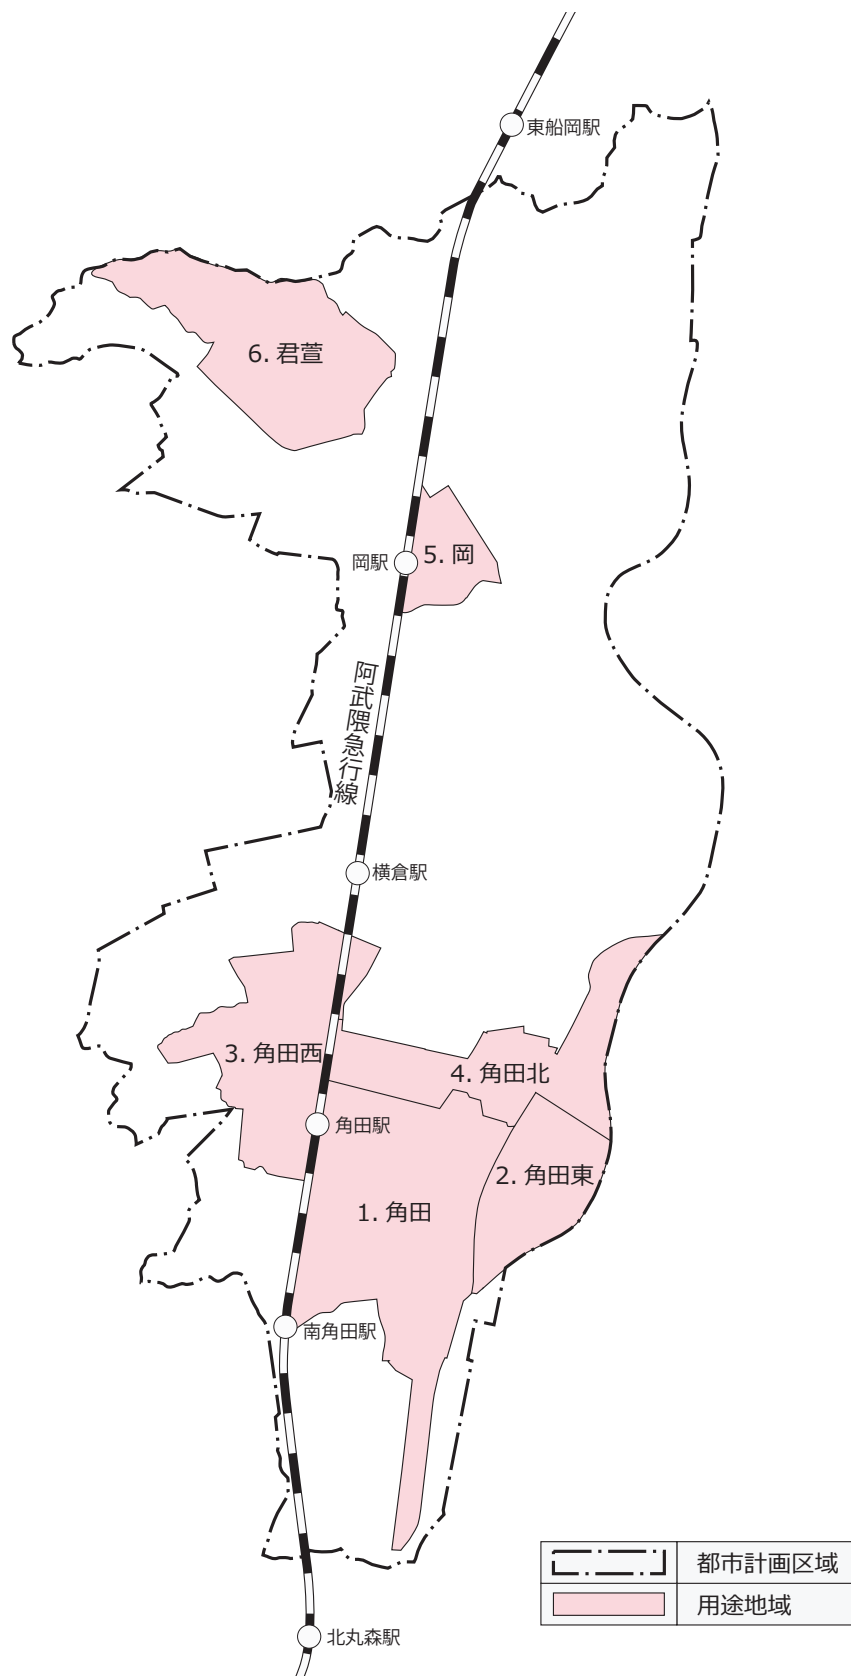 東船岡駅
6. 君萱
5. 岡
岡駅
阿武隈急行線
横倉駅
3. 角田西
4. 角田北
角田駅
2. 角田東
1. 角田
南角田駅
都市計画区域
用途地域
北丸森駅